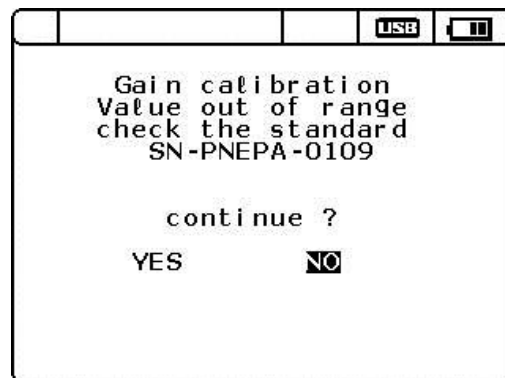 USB
Gain calibration
Value out of range
check the standard
SN-PNEPA-0109
continue ?
YES NO